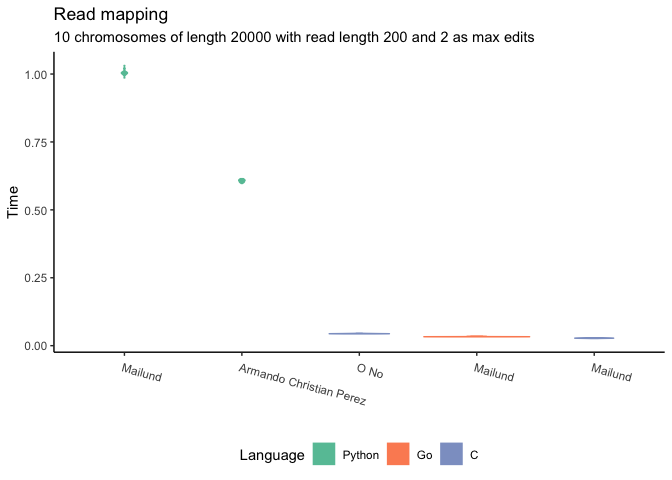 Read mapping
10 chromosomes of length 20000 with read length 200 and 2 as max edits
Time
1.00
0.75
0.50
0.25
0.00
Mailund
Armando Christian Perez
O No
Mailund
Mailund
Language Python Go C